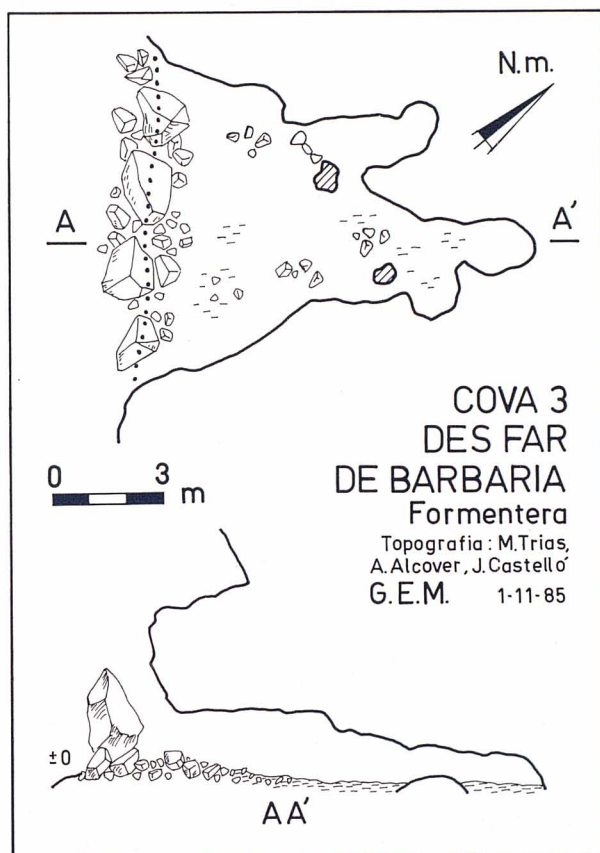 N.m.
A
A'
COVA 3
DES FAR
DE BARBARIA
Formentera
Topografia: M.Trias,
A.Alcover, J.Castelló
G.E.M. 1-11-85
0 3 m
±0
AA'